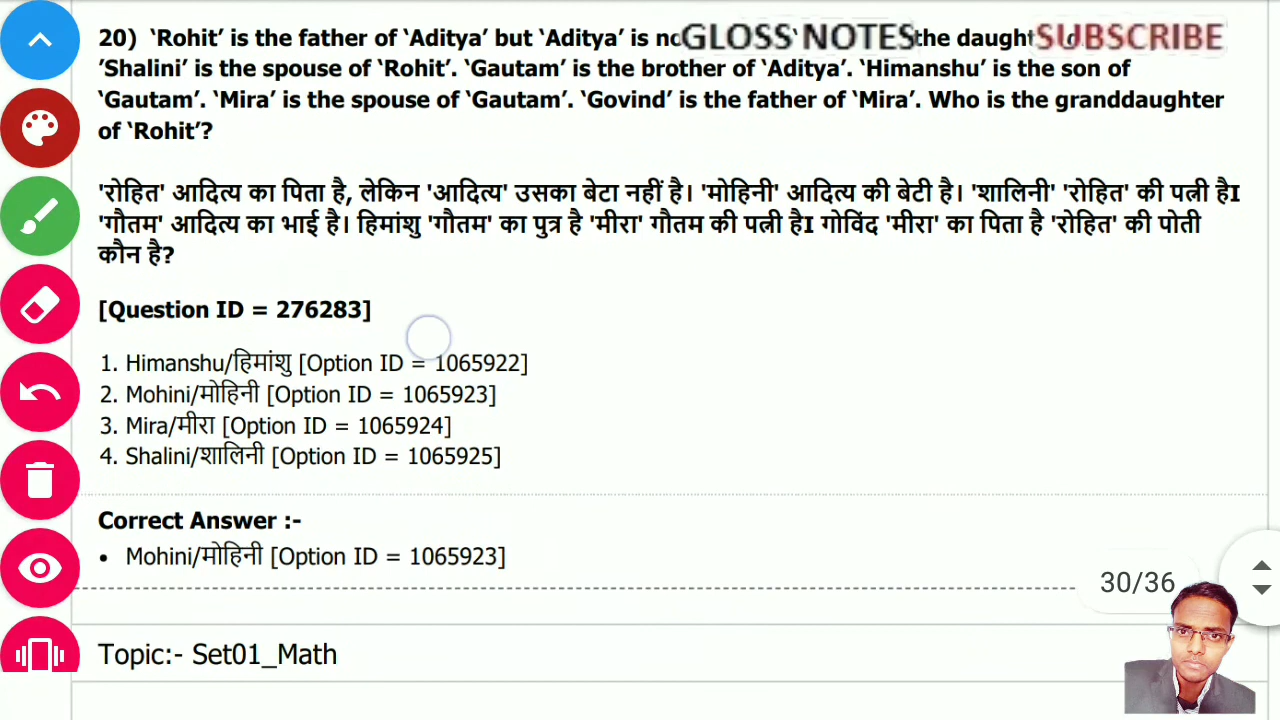 20) ‘Rohit’ is the father of ‘Aditya’ but ‘Aditya’ is GLOSS NOTES the SUBSCRIBE
’Shalini’ is the spouse of ‘Rohit’. ‘Gautam’ is the brother of ‘Aditya’. ‘Himanshu’ is the son of
‘Gautam’. ‘Mira’ is the spouse of ‘Gautam’. ‘Govind’ is the father of ‘Mira’. Who is the granddaughter
of ‘Rohit’?
'रोहित' आदित्य का पिता है, लेकिन 'आदित्य' उसका बेटा नहीं है। 'मोहिनी' आदित्य की बेटी है। 'शालिनी' 'रोहित' की पत्नी हैI
'गौतम' आदित्य का भाई है। हिमांशु 'गौतम' का पुत्र है 'मीरा' गौतम की पत्नी हैI गोविंद 'मीरा' का पिता है 'रोहित' की पोती
कौन है?
[Question ID = 276283]
1. Himanshu/हिमांशु [Option ID = 1065922]
2. Mohini/मोहिनी [Option ID = 1065923]
3. Mira/मीरा [Option ID = 1065924]
4. Shalini/शालिनी [Option ID = 1065925]
Correct Answer :-
• Mohini/मोहिनी [Option ID = 1065923]
30/36
Topic:- Set01_Math